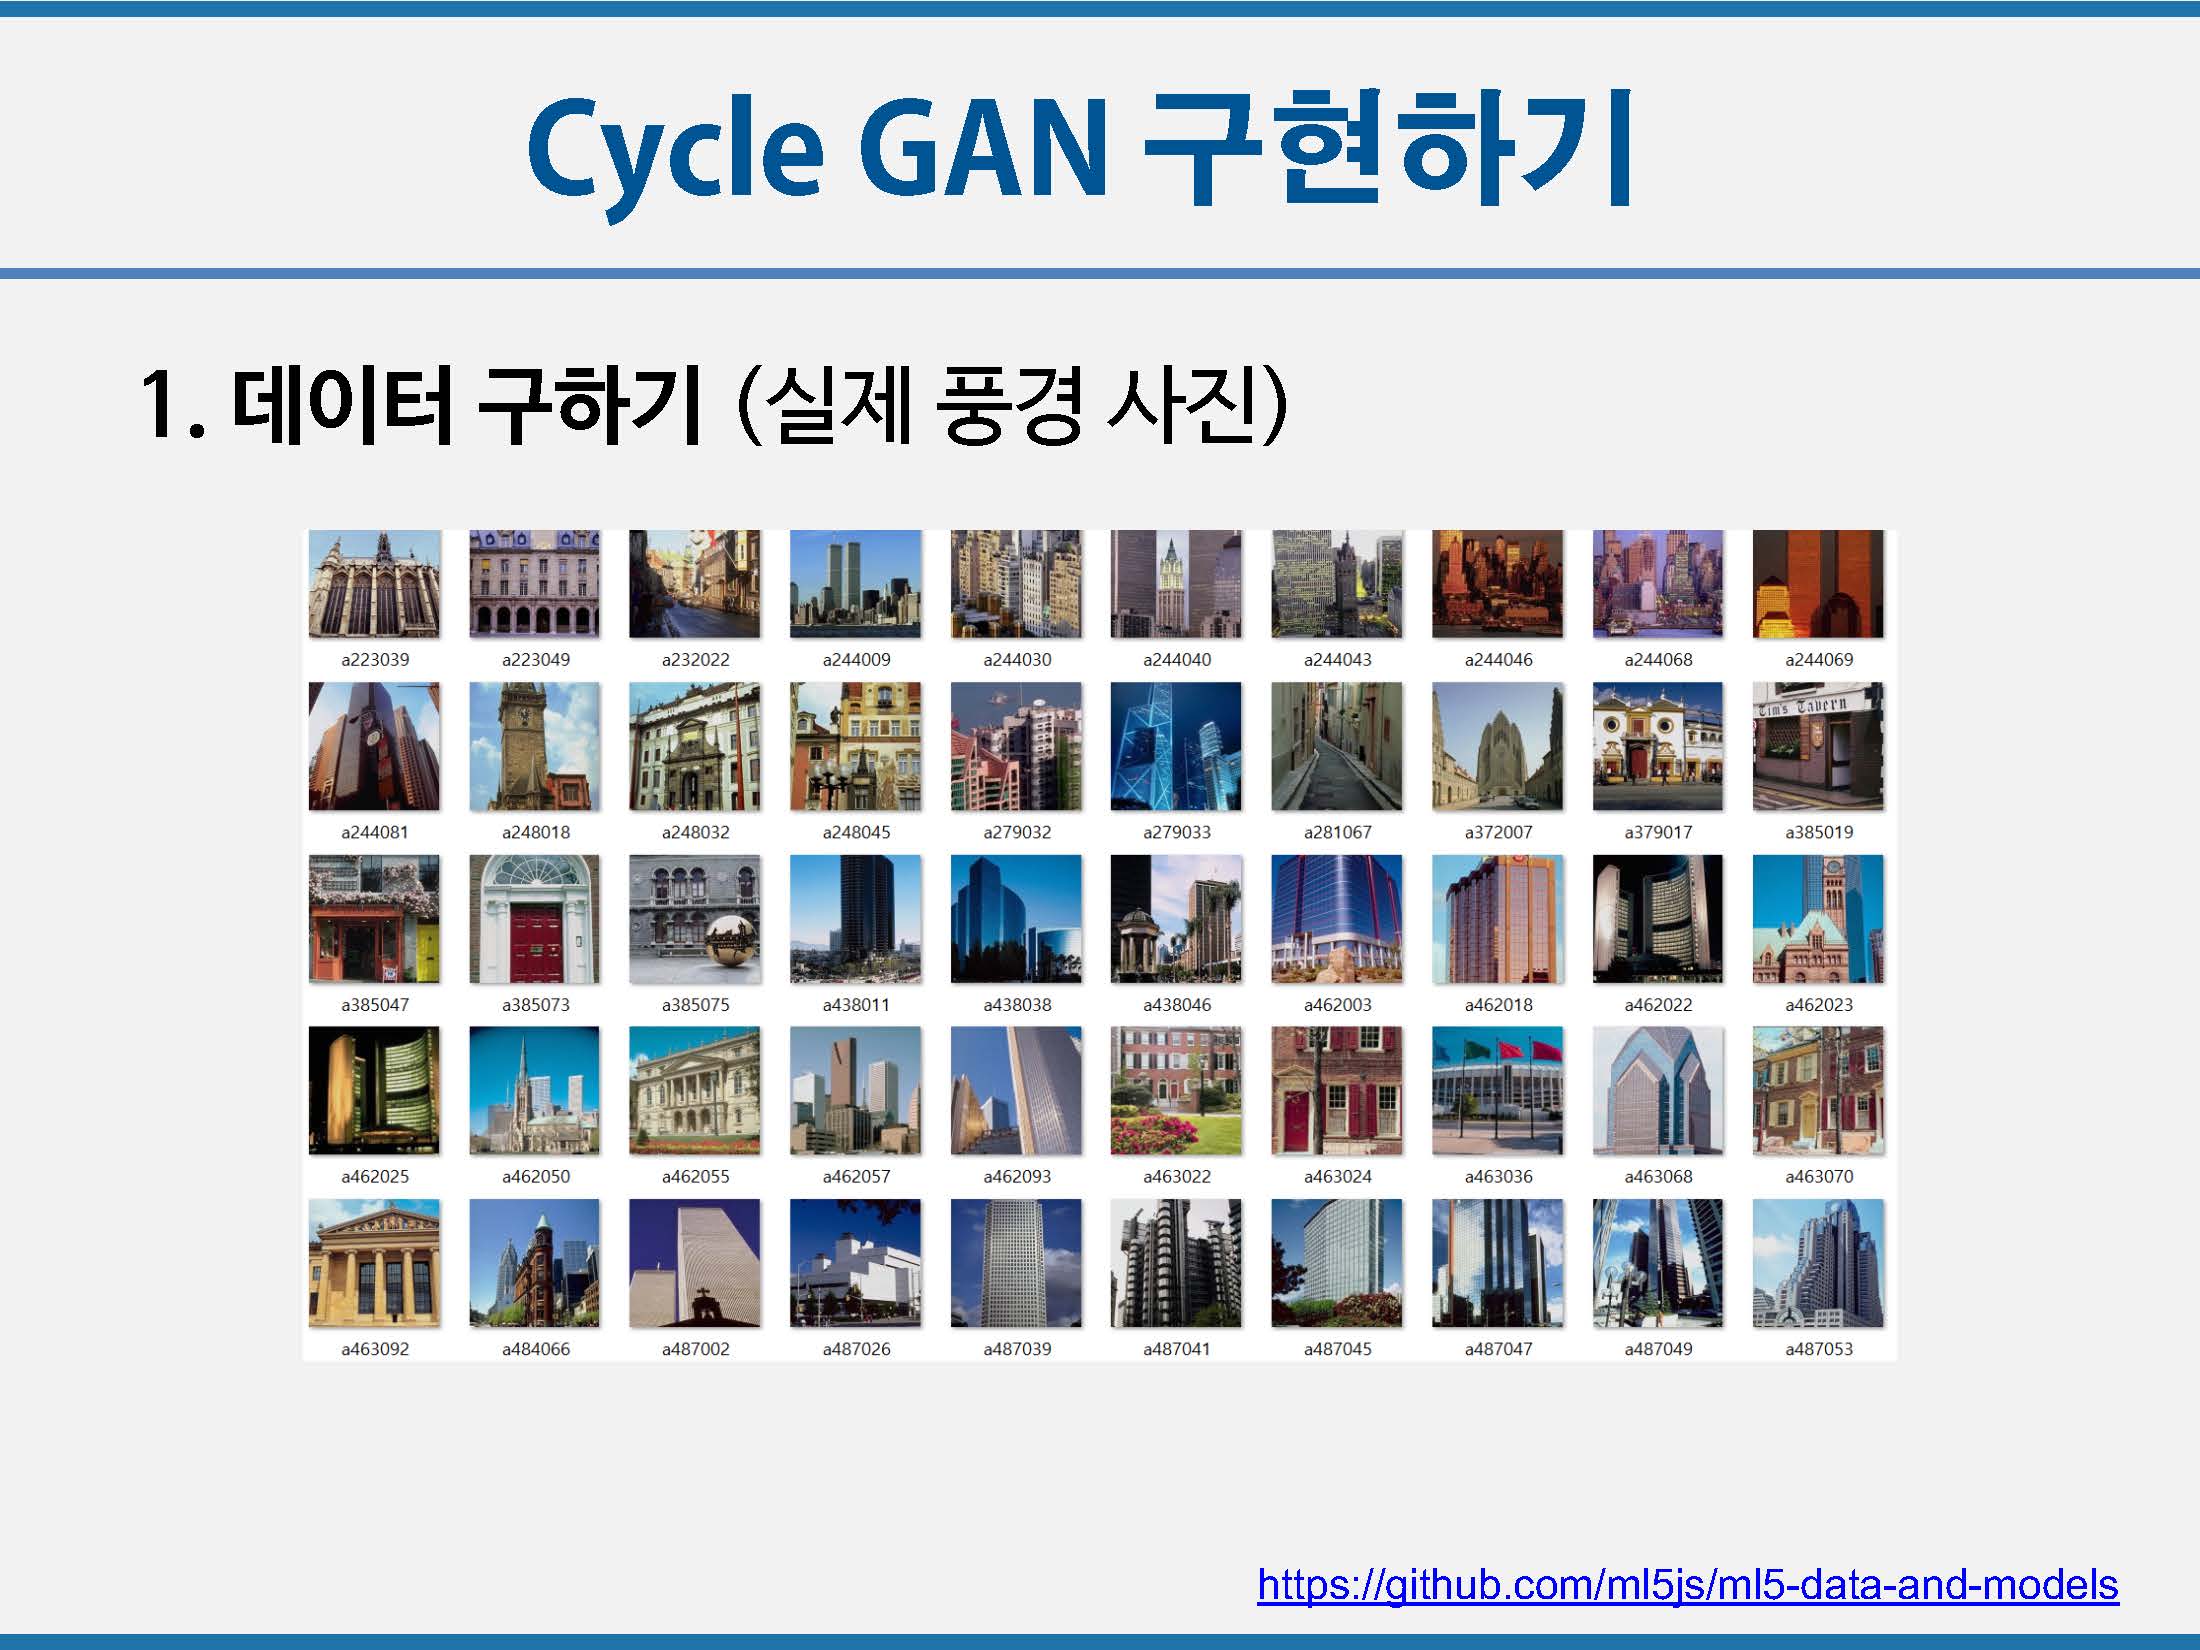 Cycle GAN 구현하기
1. 데이터 구하기 (실제 풍경 사진)
a223039 a223049 a232022 a244009 a244030 a244040 a244043 a244046 a244068 a244069
Tim's Tavern
a244081 a248018 a248032 a248045 a279032 a279033 a281067 a372007 a379017 a385019
a385047 a385073 a385075 a438011 a438038 a438046 a462003 a462018 a462022 a462023
a462025 a462050 a462055 a462057 a462093 a463022 a463024 a463036 a463068 a463070
a463092 a484066 a487002 a487026 a487039 a487041 a487045 a487047 a487049 a487053
https://github.com/ml5js/ml5-data-and-models